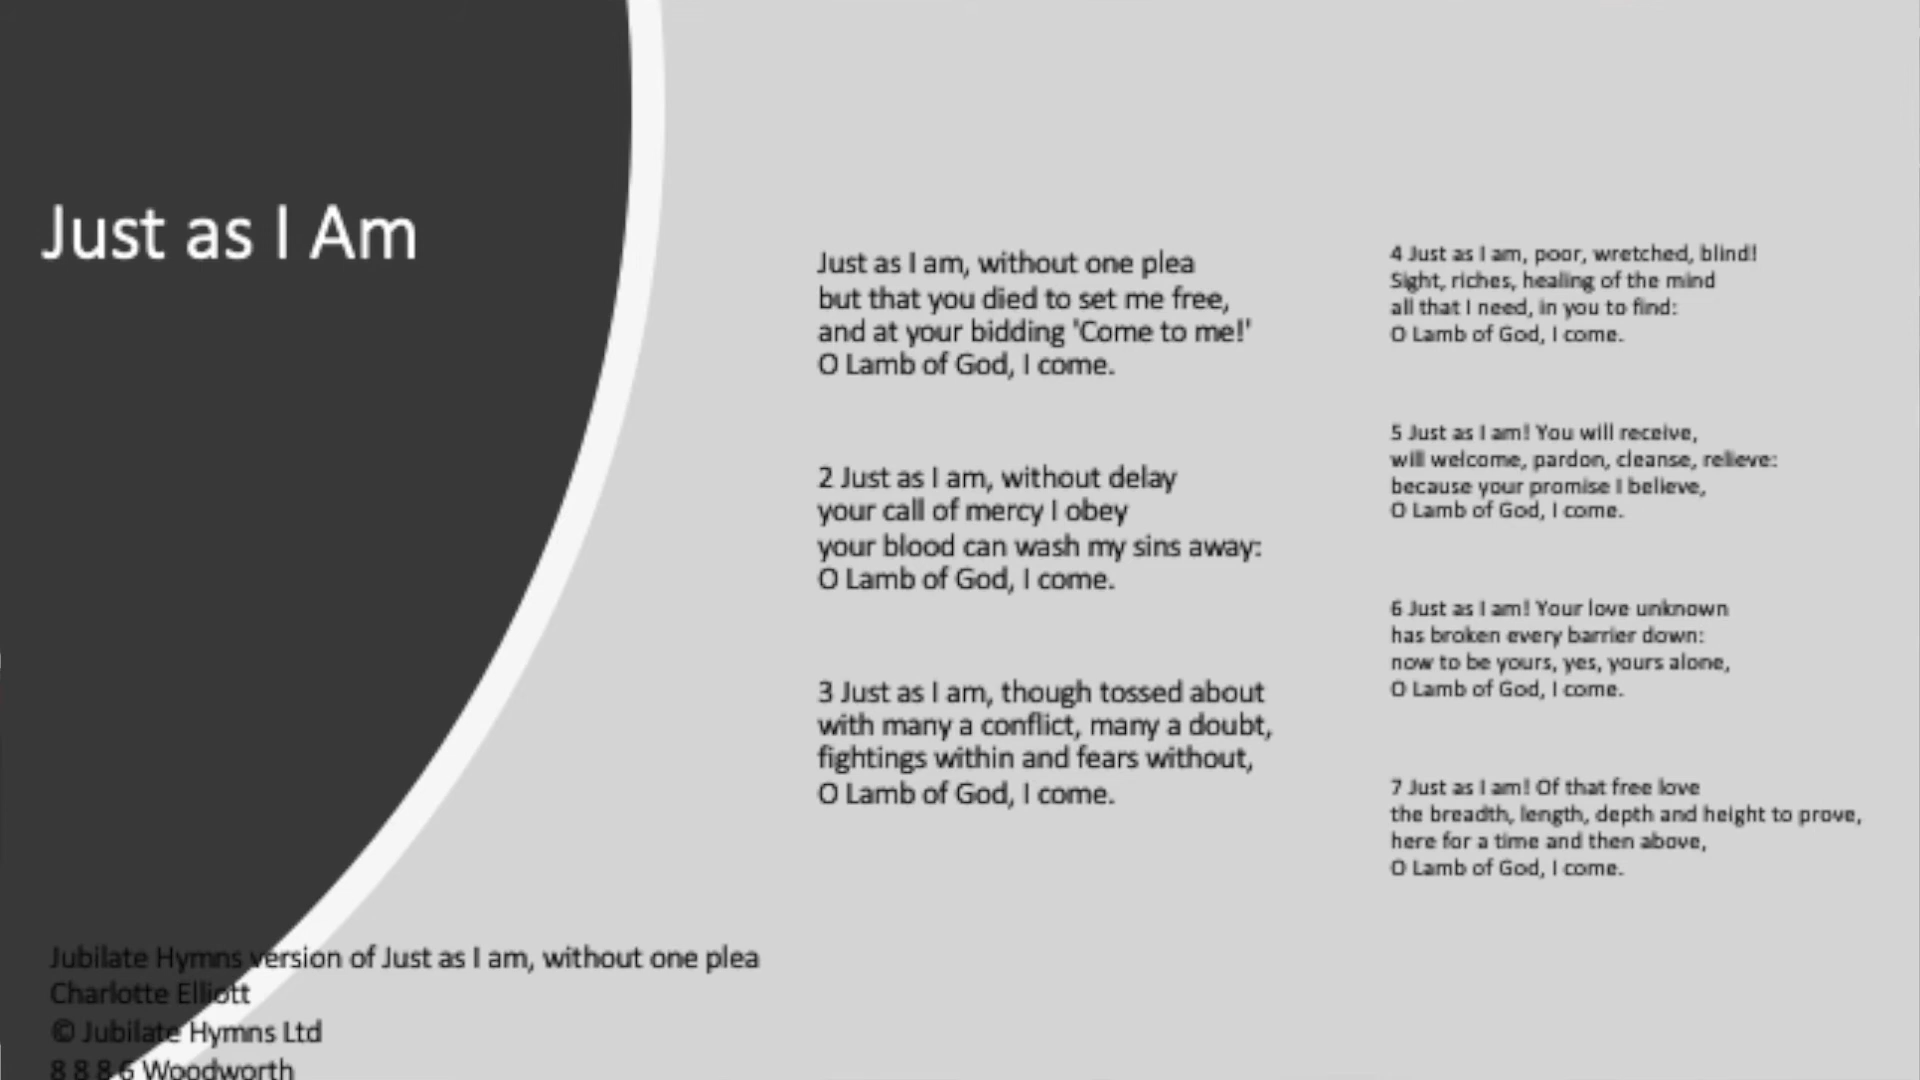 Just as I Am
Just as I am, without one plea
but that you died to set me free,
and at your bidding 'Come to me!'
O Lamb of God, I come.
2 Just as I am, without delay
your call of mercy I obey
your blood can wash my sins away:
O Lamb of God, I come.
3 Just as I am, though tossed about
with many a conflict, many a doubt,
fightings within and fears without,
O Lamb of God, I come.
4 Just as I am, poor, wretched, blind!
Sight, riches, healing of the mind
all that I need, in you to find:
O Lamb of God, I come.
5 Just as I am! You will receive,
will welcome, pardon, cleanse, relieve:
because your promise I believe,
O Lamb of God, I come.
6 Just as I am! Your love unknown
has broken every barrier down:
now to be yours, yes, yours alone,
O Lamb of God, I come.
7 Just as I am! Of that free love
the breadth, length, depth and height to prove,
here for a time and then above,
O Lamb of God, I come.
Jubilate Hymns version of Just as I am, without one plea
Charlotte Elliott
© Jubilate Hymns Ltd
8 8 8 6 Woodworth